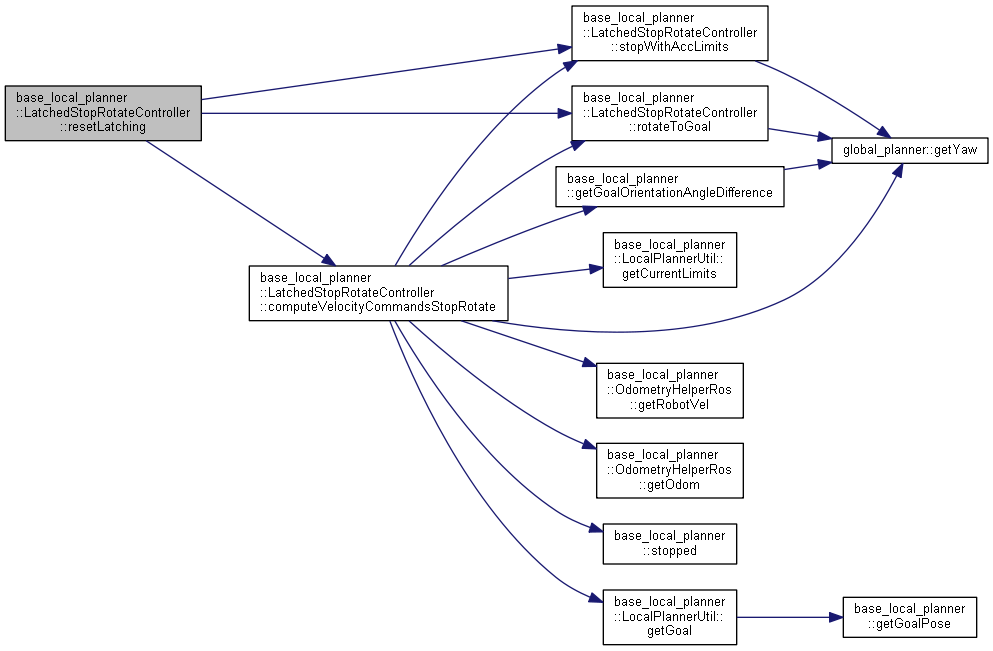 base_local_planner
::LatchedStopRotateController
::stopWithAccLimits
base_local_planner
::LatchedStopRotateController
::resetLatching
base_local_planner
::LatchedStopRotateController
::rotateToGoal
global_planner::getYaw
base_local_planner
::getGoalOrientationAngleDifference
base_local_planner
::LocalPlannerUtil::
getCurrentLimits
base_local_planner
::LatchedStopRotateController
::computeVelocityCommandsStopRotate
base_local_planner
::OdometryHelperRos
::getRobotVel
base_local_planner
::OdometryHelperRos
::getOdom
base_local_planner
::stopped
base_local_planner
::LocalPlannerUtil::
getGoal
base_local_planner
::getGoalPose